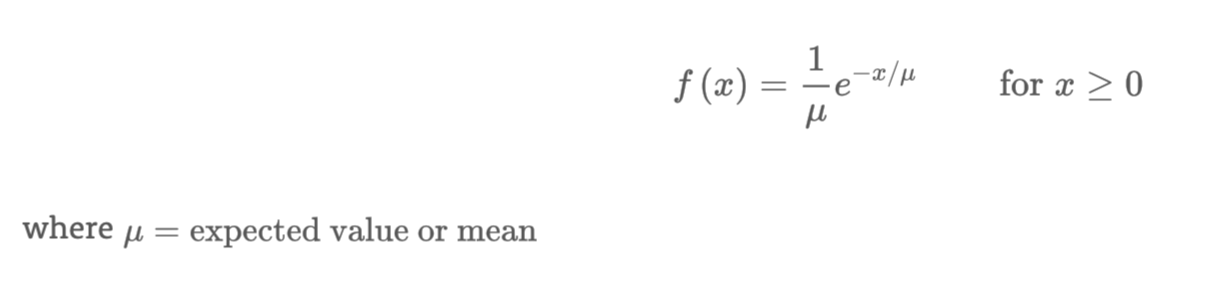 f (x) = 1/μ e^{−x/μ} for x ≥ 0
where μ = expected value or mean